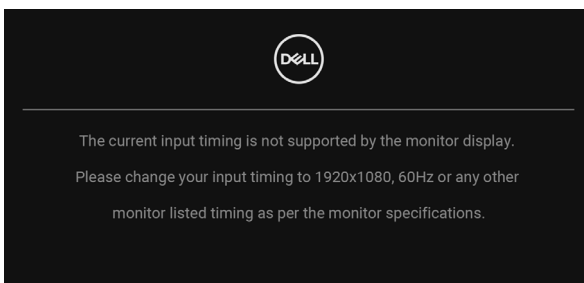 DELL
The current input timing is not supported by the monitor display.
Please change your input timing to 1920x1080, 60Hz or any other
monitor listed timing as per the monitor specifications.